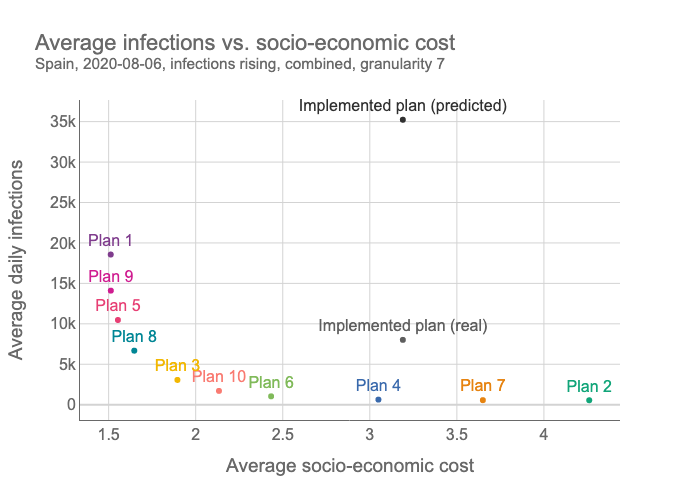 Average infections vs. socio-economic cost
Spain, 2020-08-06, infections rising, combined, granularity 7
Average daily infections
35k
30k
25k
20k
15k
10k
5k
0
Implemented plan (predicted)
Plan 1
Plan 9
Plan 5
Plan 8
Implemented plan (real)
Plan 3
Plan 10
Plan 6
Plan 4
Plan 7
Plan 2
1.5
2
2.5
3
3.5
4
Average socio-economic cost